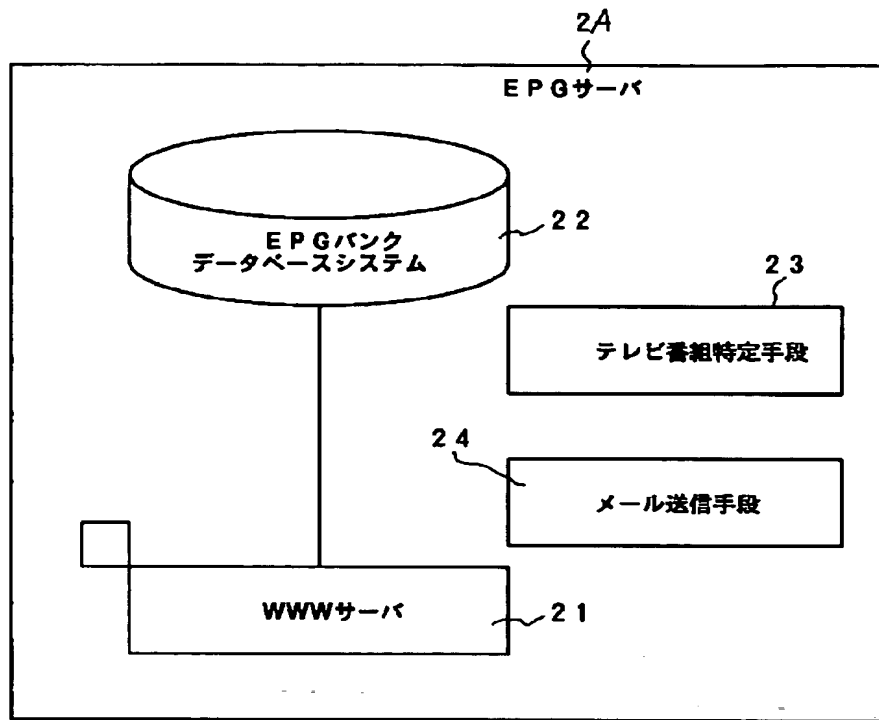 2A
EPGサーバ
EPGバンク
データベースシステム
22
23
テレビ番組特定手段
24
メール送信手段
WWWサーバ
21